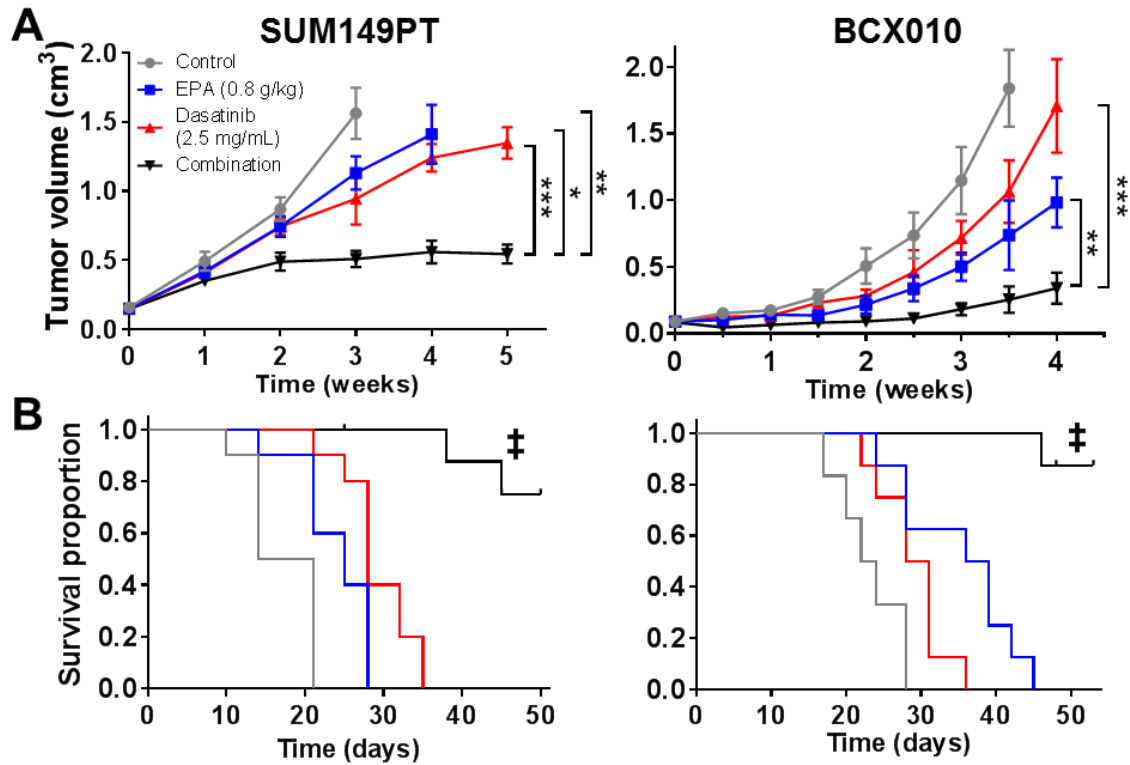 A
SUM149PT
BCX010
Tumor volume (cm3)
2.0
1.5
1.0
0.5
0.0
Control
EPA (0.8 g/kg)
Dasatinib
(2.5 mg/mL)
Combination
***
*
**
0 1 2 3 4 5
Time (weeks)
2.0
1.5
1.0
0.5
0.0
**
***
0 1 2 3 4
Time (weeks)
B
Survival proportion
1.0
0.8
0.6
0.4
0.2
0.0
‡
0 10 20 30 40 50
Time (days)
1.0
0.8
0.6
0.4
0.2
0.0
‡
0 10 20 30 40 50
Time (days)